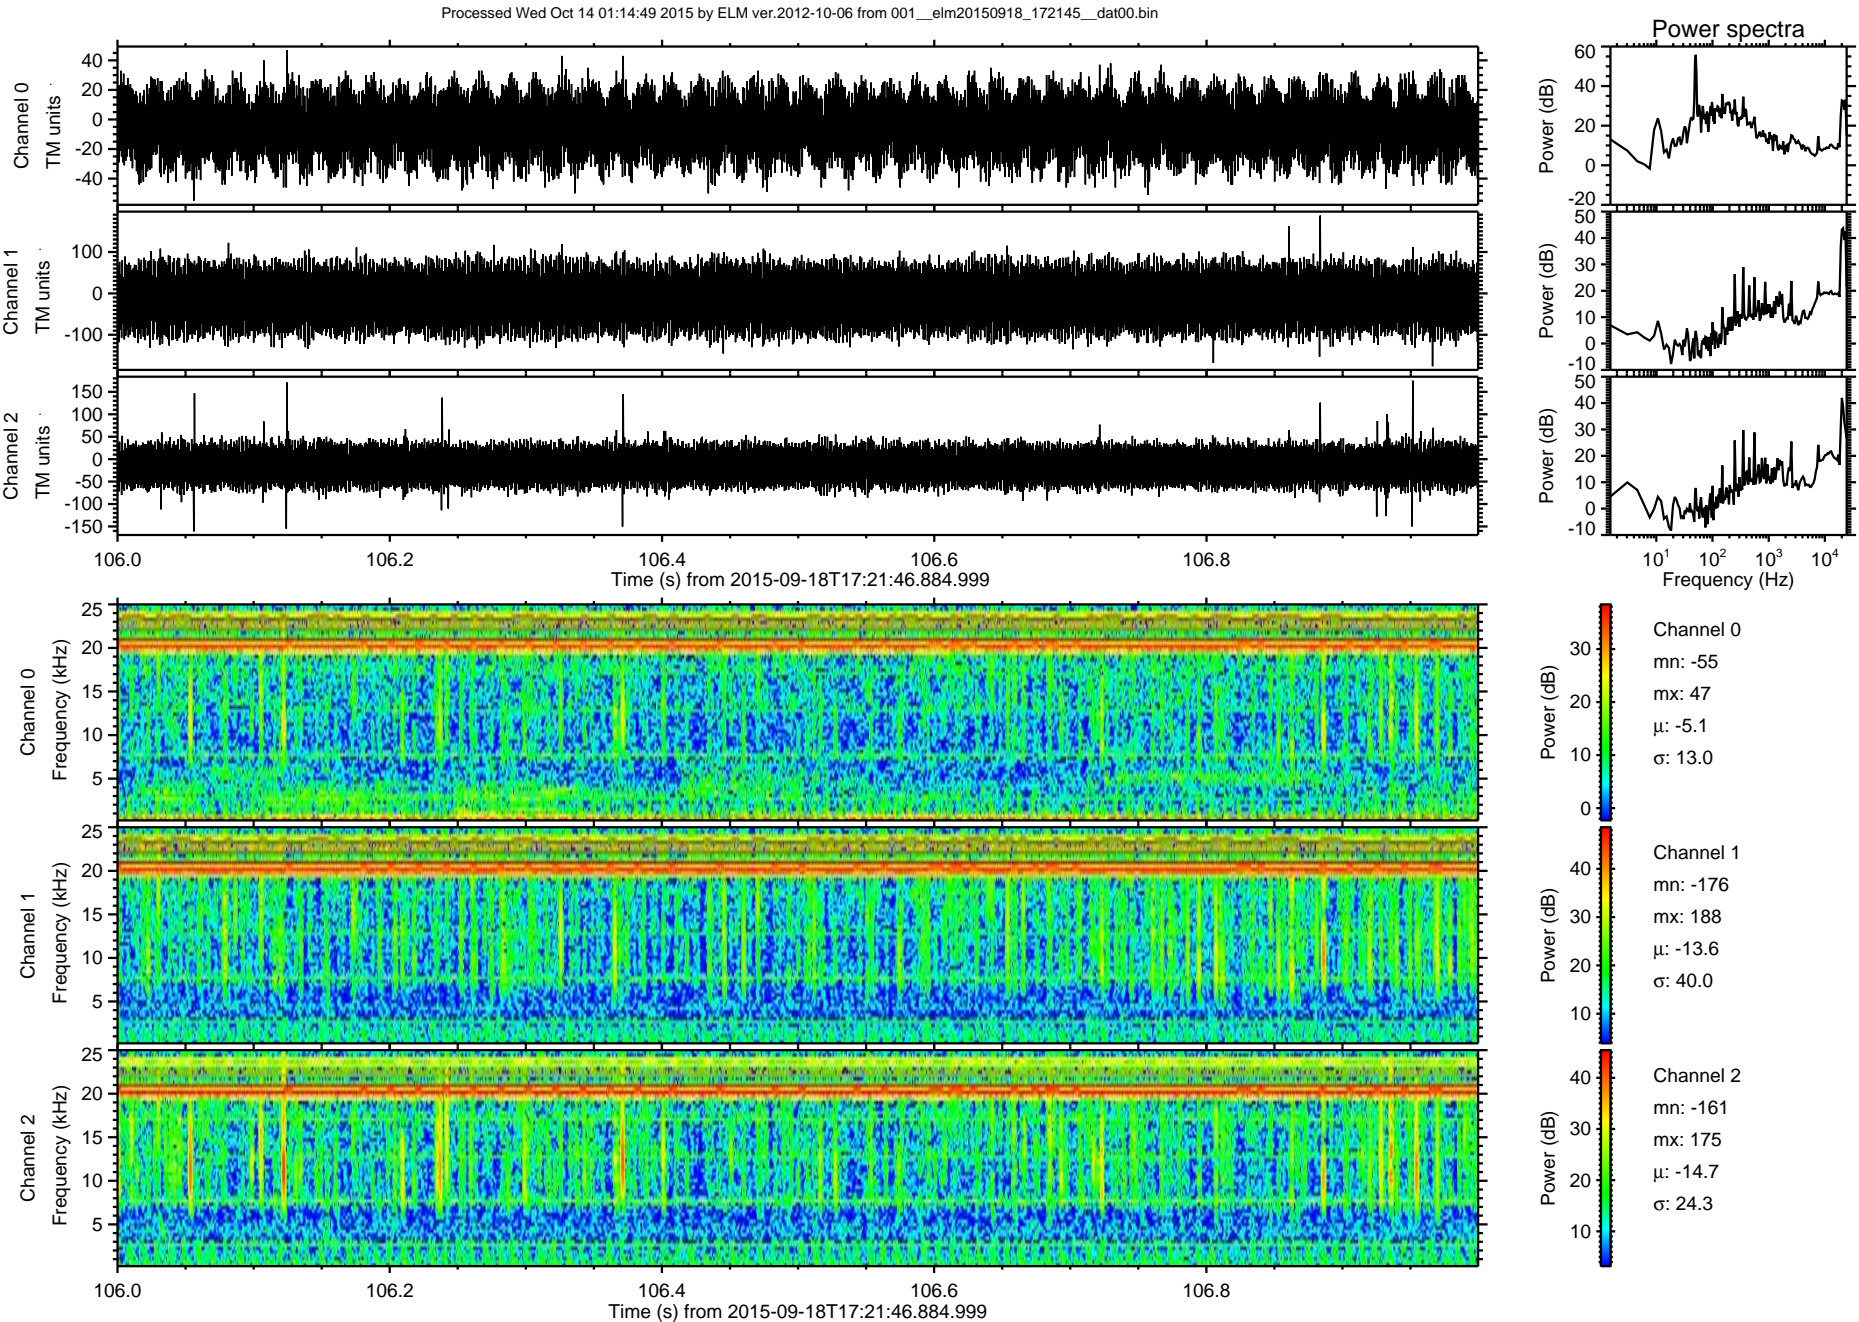 Processed Wed Oct 14 01:14:49 2015 by ELM ver.2012-10-06 from 001__elm20150918_172145__dat00.bin
Power spectra
Channel 0
TM units
40
20
0
-20
-40
Power (dB)
60
40
20
0
-20
Channel 1
TM units
100
0
-100
Power (dB)
50
40
30
20
10
0
-10
Channel 2
TM units
150
100
50
0
-50
-100
-150
Power (dB)
50
40
30
20
10
0
-10
106.0 106.2 106.4 106.6 106.8
Time (s) from 2015-09-18T17:21:46.884.999
10¹ 10² 10³ 10⁴
Frequency (Hz)
Channel 0
Frequency (kHz)
25
20
15
10
5
Power (dB)
30
20
10
0
Channel 0
mn: -55
mx: 47
μ: -5.1
σ: 13.0
Channel 1
Frequency (kHz)
25
20
15
10
5
Power (dB)
40
30
20
10
Channel 1
mn: -176
mx: 188
μ: -13.6
σ: 40.0
Channel 2
Frequency (kHz)
25
20
15
10
5
Power (dB)
40
30
20
10
Channel 2
mn: -161
mx: 175
μ: -14.7
σ: 24.3
106.0 106.2 106.4 106.6 106.8
Time (s) from 2015-09-18T17:21:46.884.999